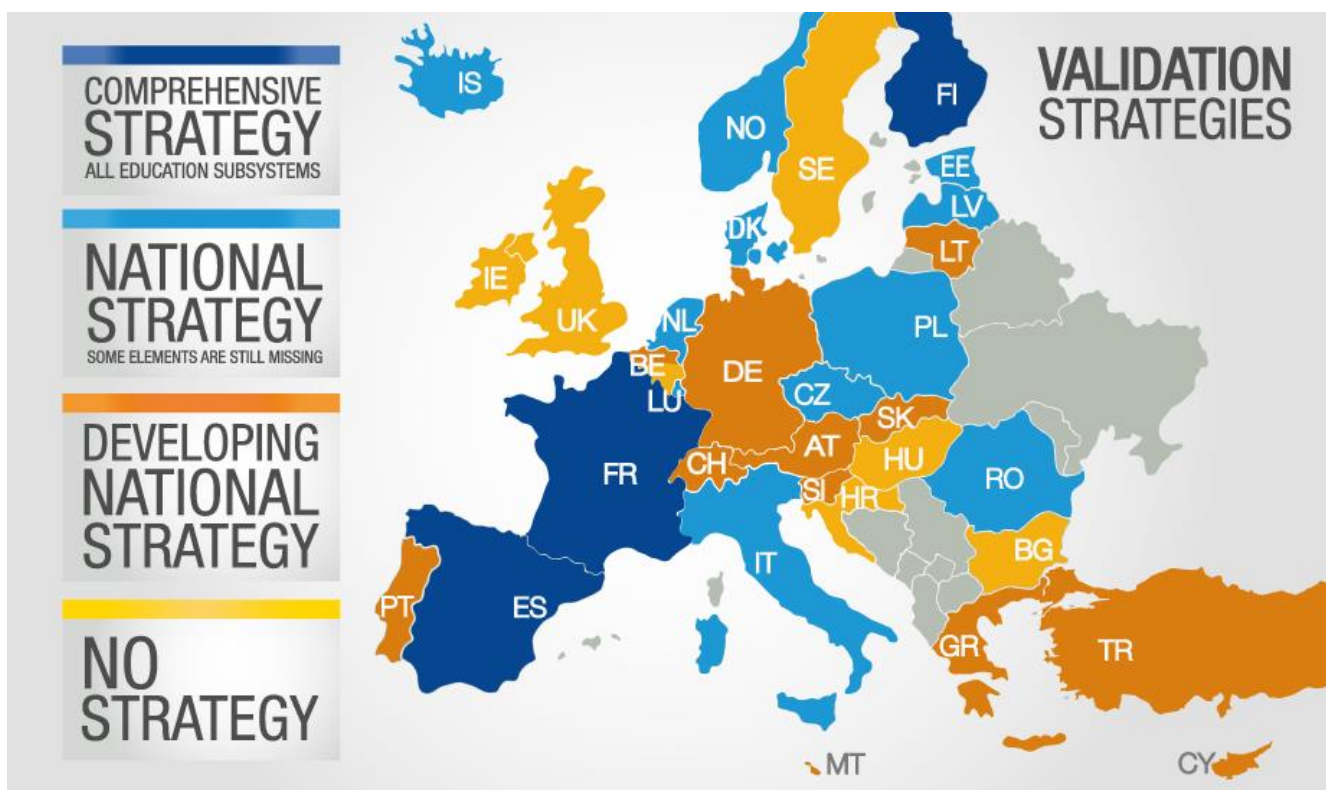 COMPREHENSIVE
STRATEGY
ALL EDUCATION SUBSYSTEMS
NATIONAL
STRATEGY
SOME ELEMENTS ARE STILL MISSING
DEVELOPING
NATIONAL
STRATEGY
NO
STRATEGY
VALIDATION
STRATEGIES
IS
FI
NO
SE
EE
LV
DK
LT
IE
UK
NL
PL
BE
DE
LU
CZ
SK
AT
HU
FR
CH
SI
HR
RO
IT
BG
PT
ES
GR
TR
MT
CY